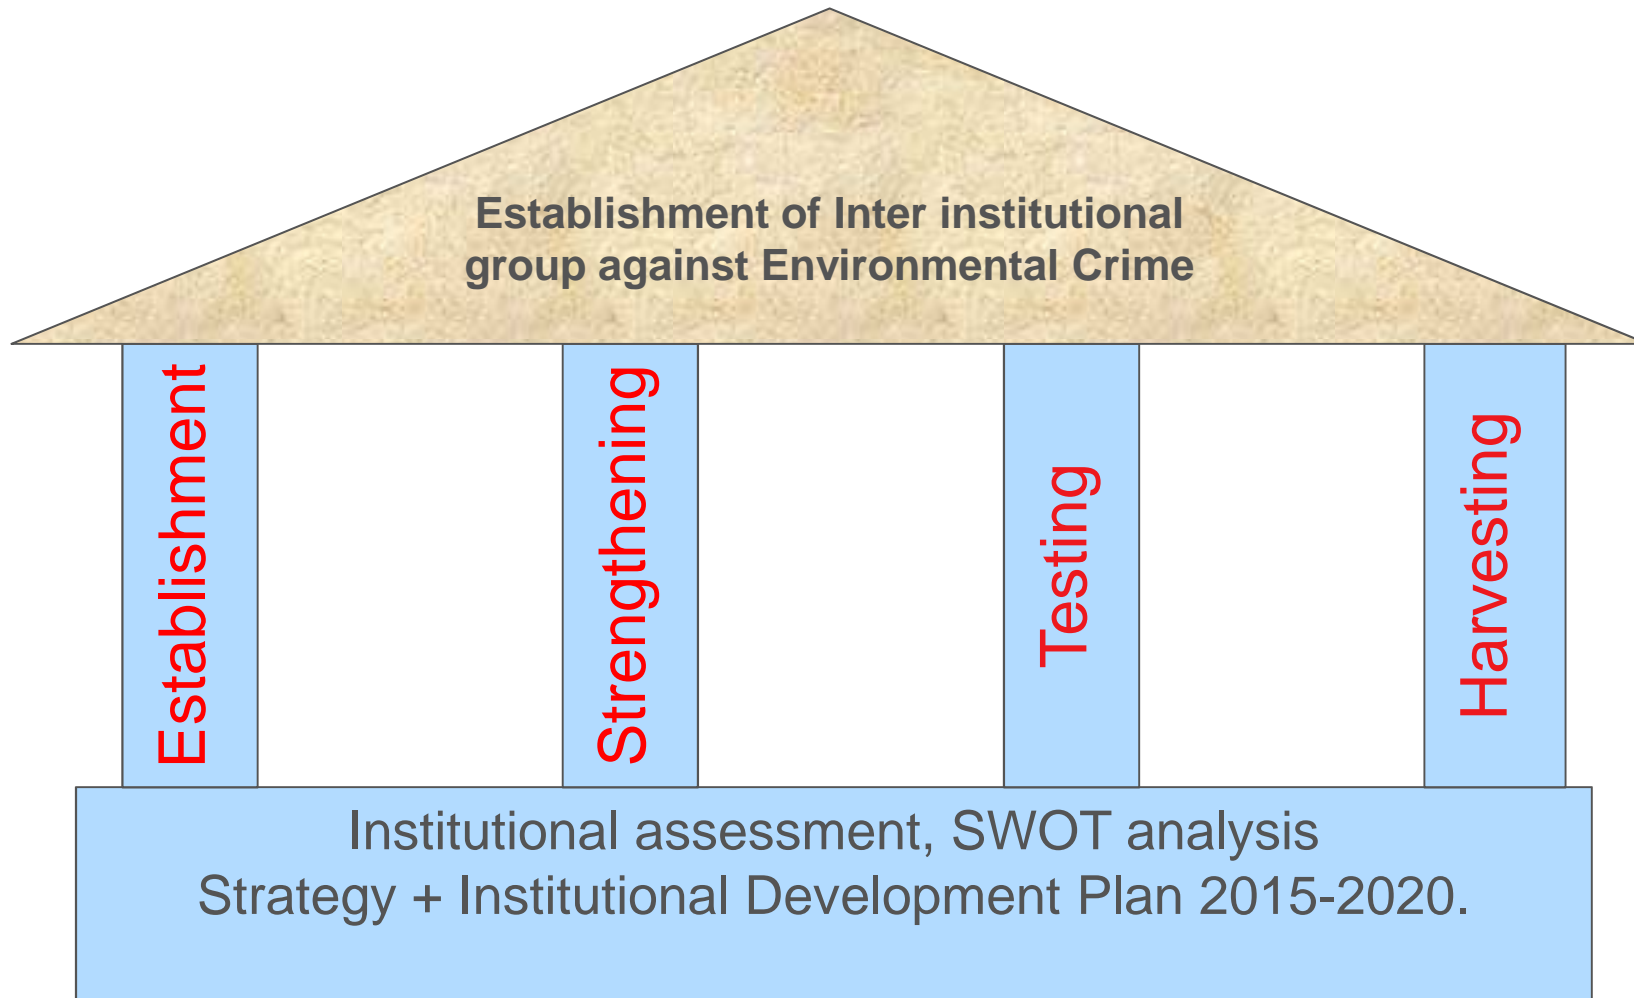 Establishment of Inter institutional
group against Environmental Crime
Establishment
Strengthening
Testing
Harvesting
Institutional assessment, SWOT analysis
Strategy + Institutional Development Plan 2015-2020.